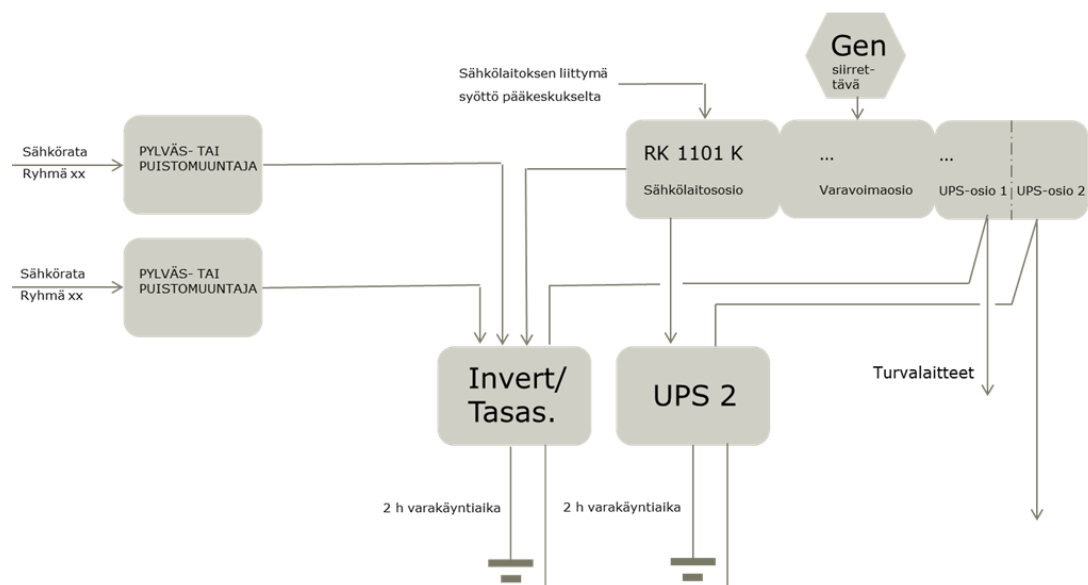 Gen
siirret-
tävä
Sähkölaitoksen liittymä
syöttö pääkeskukselta
Sähkörata
Ryhmä xx
PYLVÄS- TAI
PUISTOMUUNTAJA
RK 1101 K
...
...
Sähkölaitososio
Varavoimaosio
UPS-osio 1
UPS-osio 2
Sähkörata
Ryhmä xx
PYLVÄS- TAI
PUISTOMUUNTAJA
Invert/
Tasas.
UPS 2
Turvalaitteet
2 h varakäyntiaika
2 h varakäyntiaika